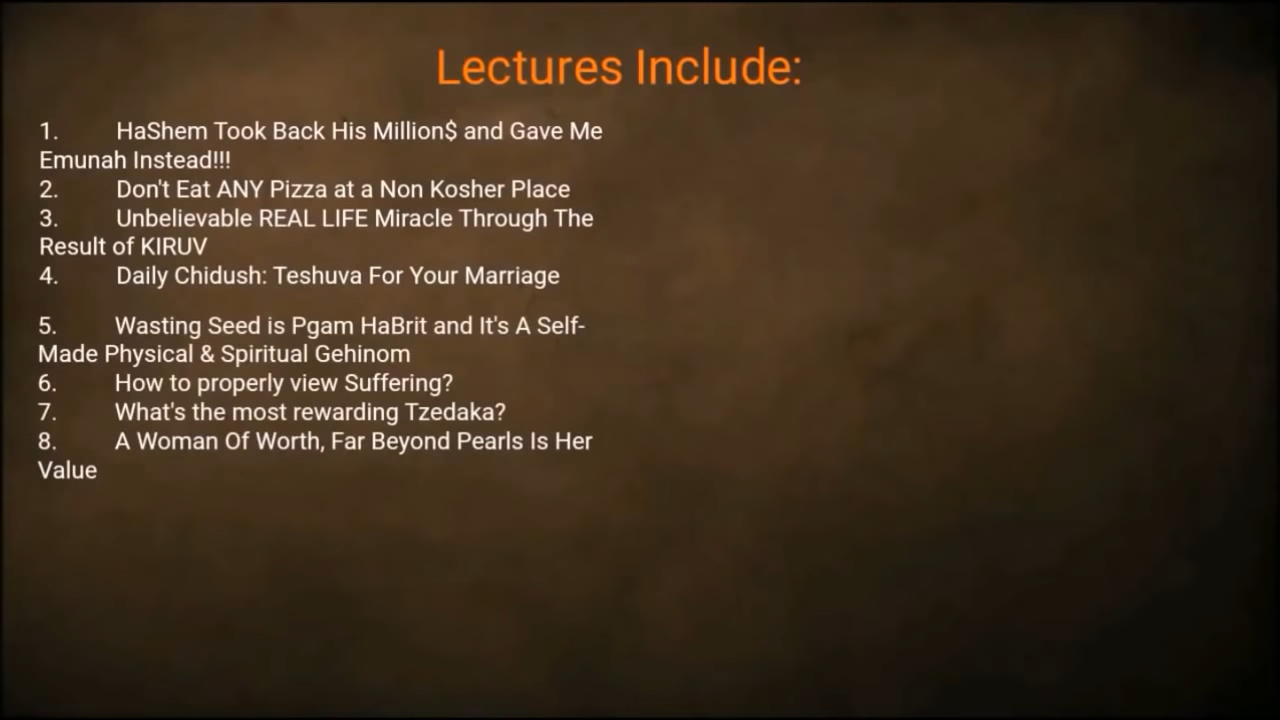 Lectures Include:
1. HaShem Took Back His Million$ and Gave Me
Emunah Instead!!!
2. Don't Eat ANY Pizza at a Non Kosher Place
3. Unbelievable REAL LIFE Miracle Through The
Result of KIRUV
4. Daily Chidush: Teshuva For Your Marriage
5. Wasting Seed is Pgam HaBrit and It's A Self-
Made Physical & Spiritual Gehinom
6. How to properly view Suffering?
7. What's the most rewarding Tzedaka?
8. A Woman Of Worth, Far Beyond Pearls Is Her
Value